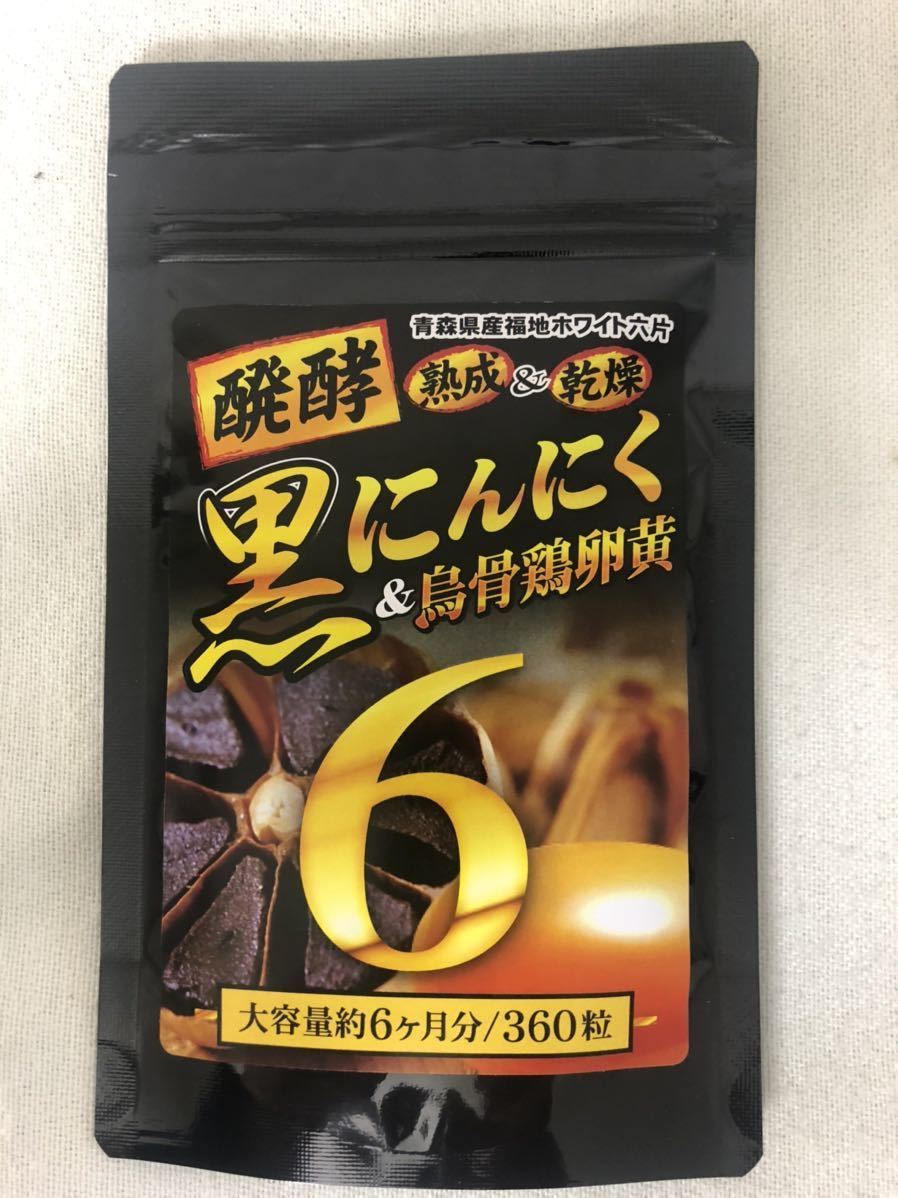 青森県産福地ホワイト六片
醗酵
熟成&乾燥
黒にんにく
&烏骨鶏卵黄
6
大容量約6ヶ月分/360粒